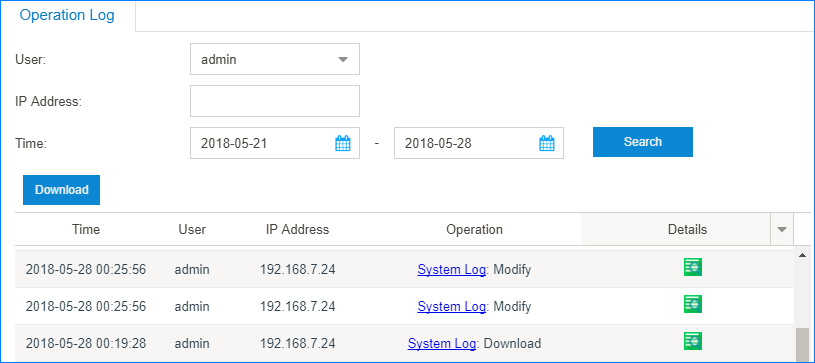 Operation Log
User: admin
IP Address:
Time: 2018-05-21 - 2018-05-28 Search
Download
Time User IP Address Operation Details
2018-05-28 00:25:56 admin 192.168.7.24 System Log: Modify
2018-05-28 00:25:56 admin 192.168.7.24 System Log: Modify
2018-05-28 00:19:28 admin 192.168.7.24 System Log: Download